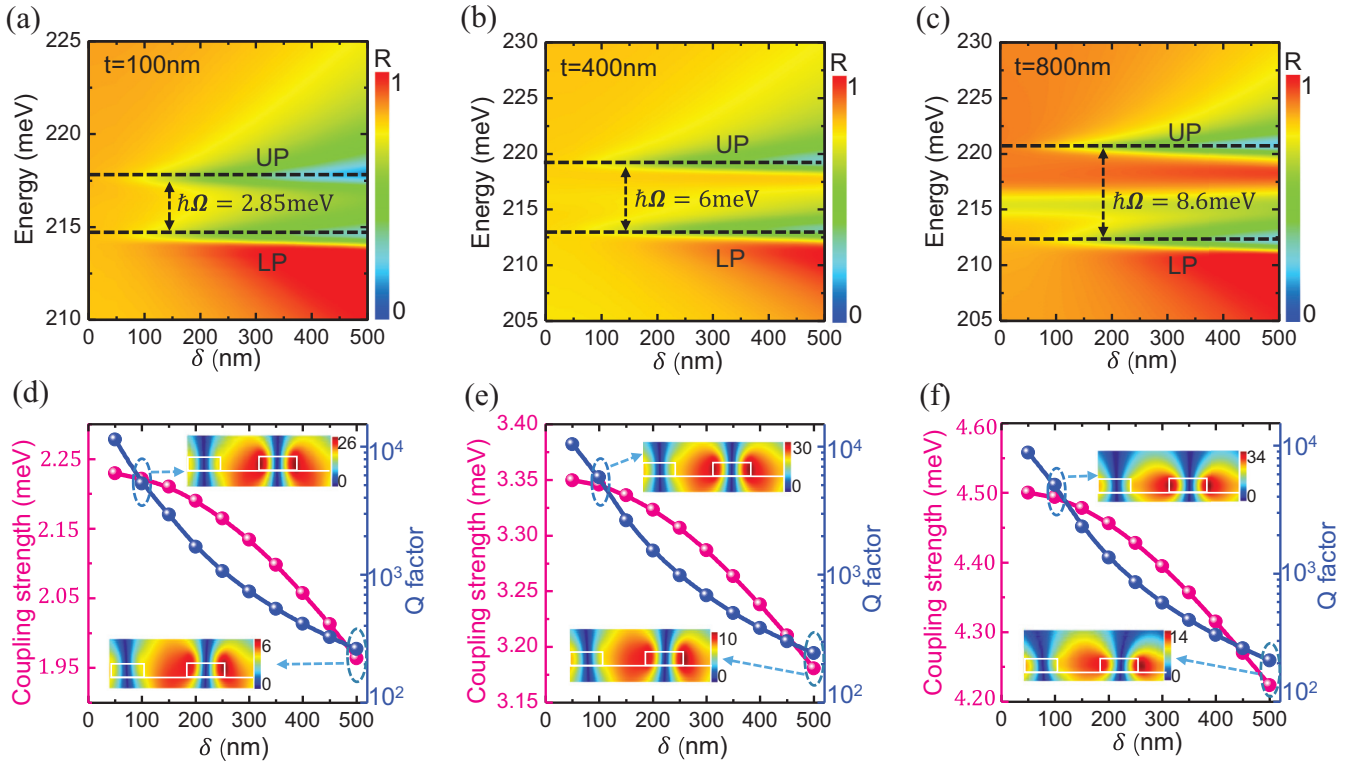 (a)
225
t=100nm
R
1
220
UP
Energy (meV)
ℏΩ = 2.85meV
215
LP
210
0
0 100 200 300 400 500
δ (nm)
(b)
230
t=400nm
R
1
225
220
UP
Energy (meV)
ℏΩ = 6meV
215
210
LP
205
0
0 100 200 300 400 500
δ (nm)
(c)
230
t=800nm
R
1
225
220
UP
Energy (meV)
ℏΩ = 8.6meV
215
210
LP
205
0
0 100 200 300 400 500
δ (nm)
(d)
Coupling strength (meV)
2.25
2.15
2.05
1.95
26
0
6
0
10⁴
10³
10²
Q factor
0 100 200 300 400 500
δ (nm)
(e)
Coupling strength (meV)
3.40
3.35
3.30
3.25
3.20
3.15
30
0
10
0
10⁴
10³
10²
Q factor
0 100 200 300 400 500
δ (nm)
(f)
Coupling strength (meV)
4.60
4.50
4.40
4.30
4.20
34
0
14
0
10⁴
10³
10²
Q factor
0 100 200 300 400 500
δ (nm)